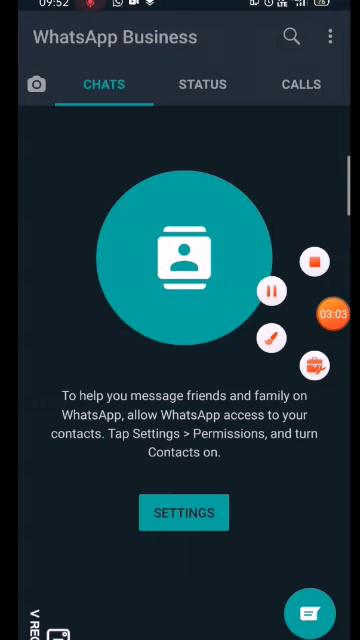 09:52
WhatsApp Business
CHATS STATUS CALLS
03:03
To help you message friends and family on
WhatsApp, allow WhatsApp access to your
contacts. Tap Settings > Permissions, and turn
Contacts on.
SETTINGS
V REC